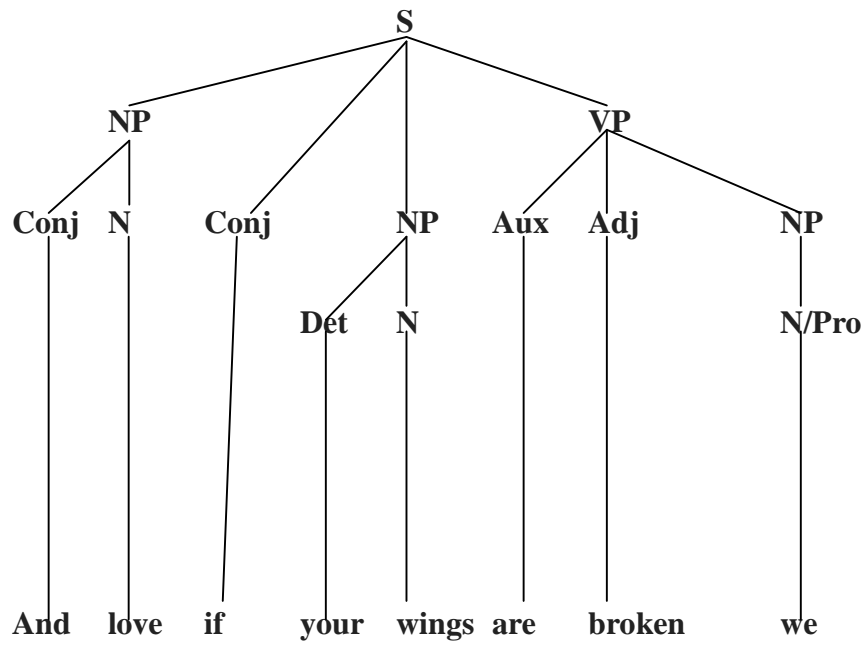 S
NP VP
Conj N Conj NP Aux Adj NP
Det N N/Pro
And love if your wings are broken we